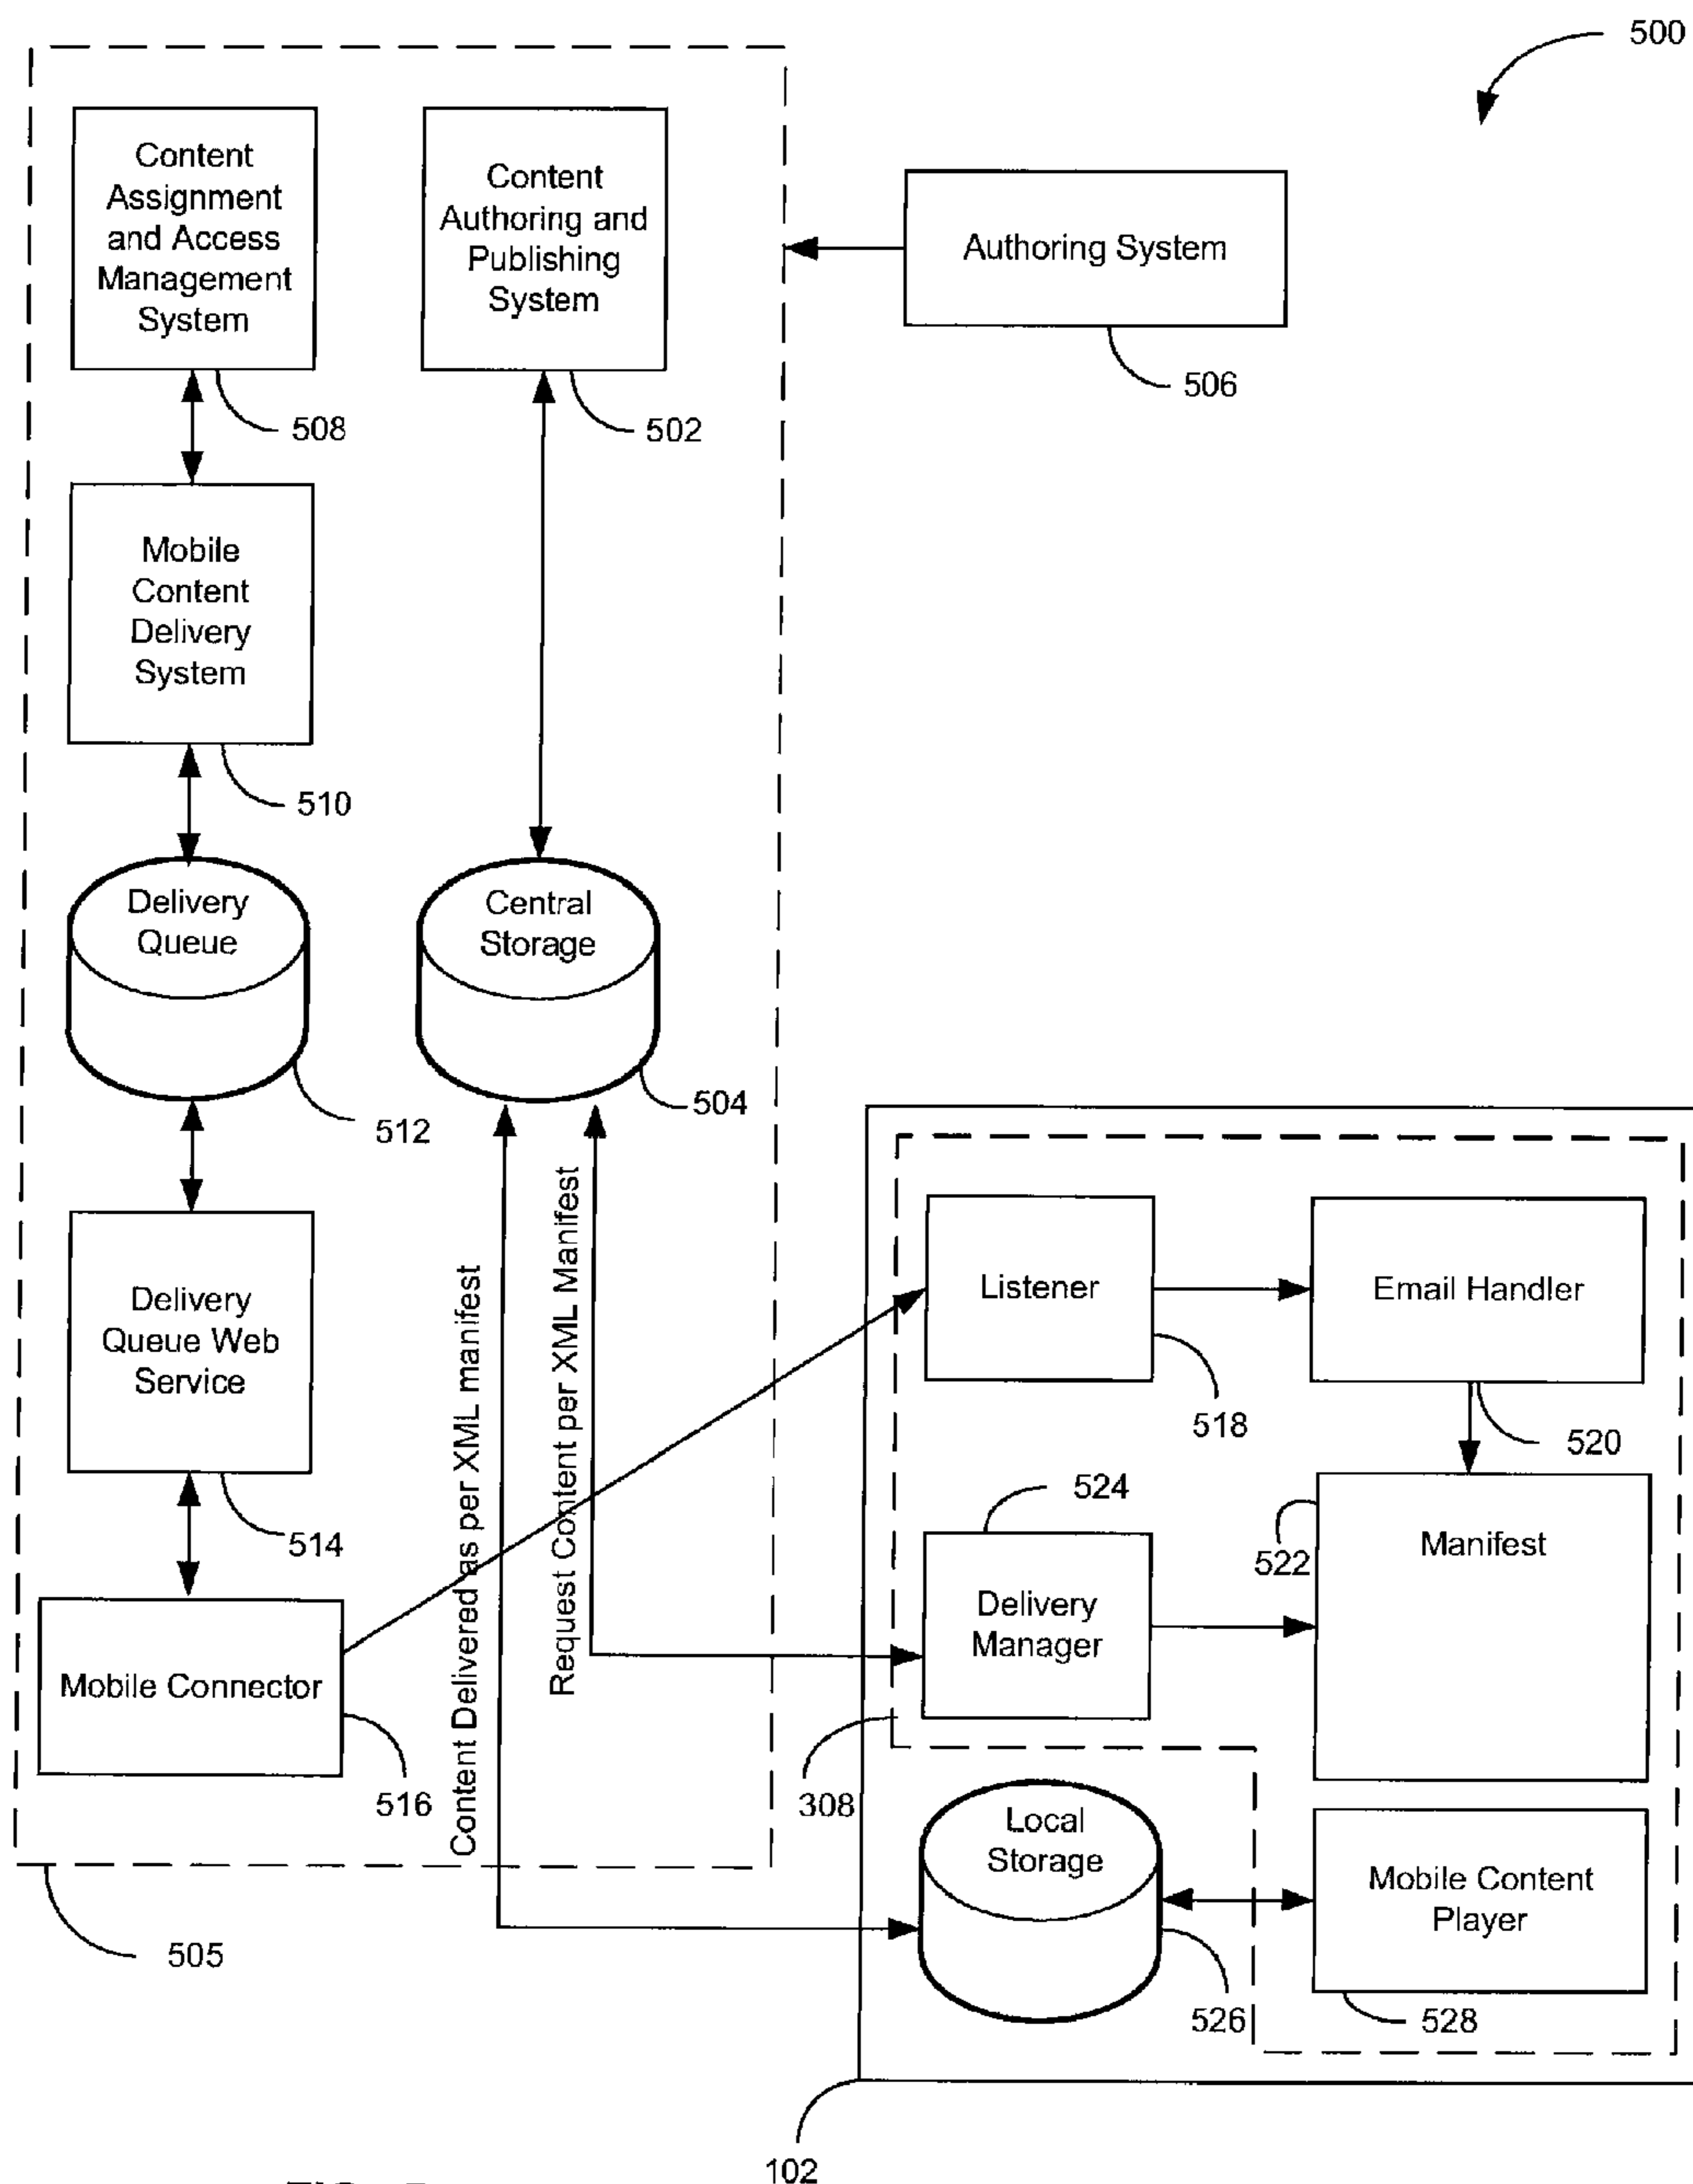 500
Content
Assignment
and Access
Management
System
508
Content
Authoring and
Publishing
System
502
Authoring System
506
Mobile
Content
Delivery
System
510
Delivery
Queue
512
Central
Storage
504
Delivery
Queue Web
Service
514
Mobile Connector
516
Content Delivered as per XML manifest
Request Content per XML Manifest
505
Listener
518
Email Handler
520
524
Delivery
Manager
522
Manifest
308
Local
Storage
526
Mobile Content
Player
528
102